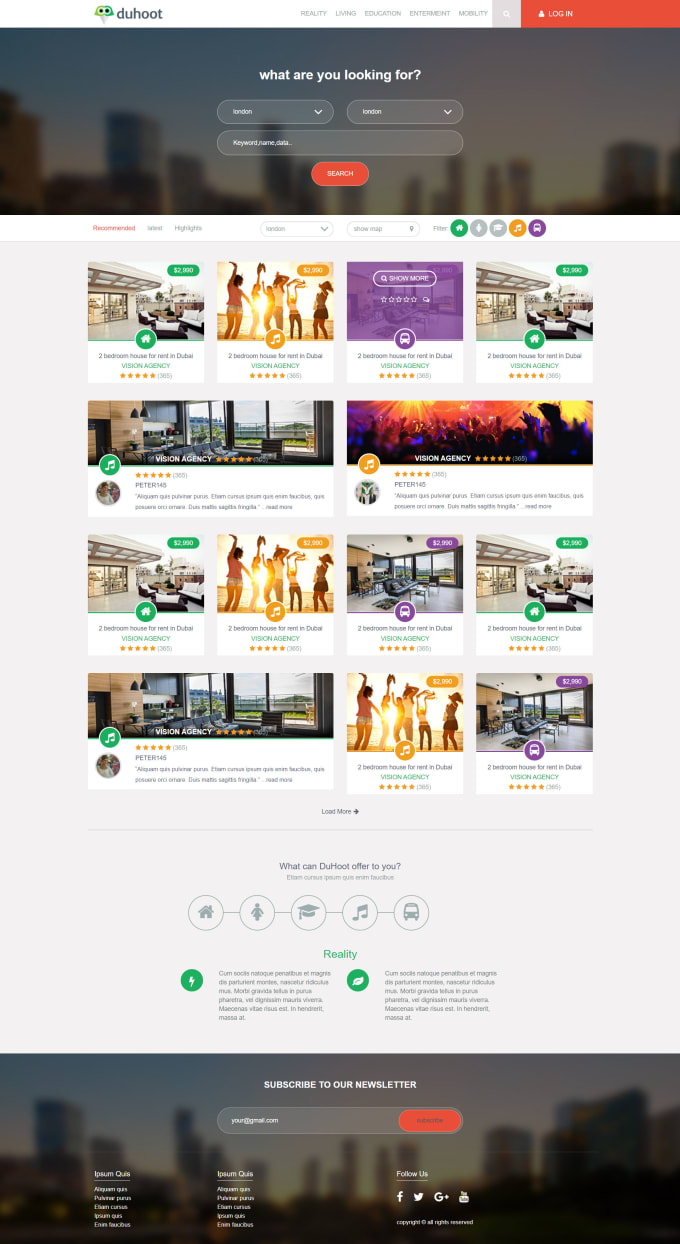 duhoot
REALITY LIVING EDUCATION ENTERMEINT MOBILITY LOG IN
what are you looking for?
london london
Keyword,name,data..
SEARCH
Recommended latest Highlights london show map Filter:
$2,990 $2,990 SHOW MORE $2,990
2 bedroom house for rent in Dubai 2 bedroom house for rent in Dubai 2 bedroom house for rent in Dubai 2 bedroom house for rent in Dubai
VISION AGENCY VISION AGENCY VISION AGENCY VISION AGENCY
(365) (365) (365) (365)
VISION AGENCY (365) VISION AGENCY (365)
(365) (365)
PETER145 PETER145
"Aliquam quis pulvinar purus. Etiam cursus ipsum quis enim faucibus, quis "Aliquam quis pulvinar purus. Etiam cursus ipsum quis enim faucibus, quis
posuere orci ornare. Duis mattis sagittis fringilla." .. read more posuere orci ornare. Duis mattis sagittis fringilla." .. read more
$2,990 $2,990 $2,990 $2,990
2 bedroom house for rent in Dubai 2 bedroom house for rent in Dubai 2 bedroom house for rent in Dubai 2 bedroom house for rent in Dubai
VISION AGENCY VISION AGENCY VISION AGENCY VISION AGENCY
(365) (365) (365) (365)
$2,990 $2,990
VISION AGENCY (365)
(365)
PETER145
"Aliquam quis pulvinar purus. Etiam cursus ipsum quis enim faucibus, quis
posuere orci ornare. Duis mattis sagittis fringilla." .. read more
2 bedroom house for rent in Dubai 2 bedroom house for rent in Dubai
VISION AGENCY VISION AGENCY
(365) (365)
Load More
What can DuHoot offer to you?
Etiam cursus ipsum quis enim faucibus
Reality
Cum sociis natoque penatibus et magnis
dis parturient montes, nascetur ridiculus
mus. Morbi gravida tellus in purus
pharetra, vel dignissim mauris viverra.
Maecenas vitae risus est. In hendrerit,
massa at.
Cum sociis natoque penatibus et magnis
dis parturient montes, nascetur ridiculus
mus. Morbi gravida tellus in purus
pharetra, vel dignissim mauris viverra.
Maecenas vitae risus est. In hendrerit,
massa at.
SUBSCRIBE TO OUR NEWSLETTER
your@gmail.com subscribe
Ipsum Quis
Aliquam quis
Pulvinar purus
Etiam cursus
Ipsum quis
Enim faucibus
Ipsum Quis
Aliquam quis
Pulvinar purus
Etiam cursus
Ipsum quis
Enim faucibus
Follow Us
copyright © all rights reserved